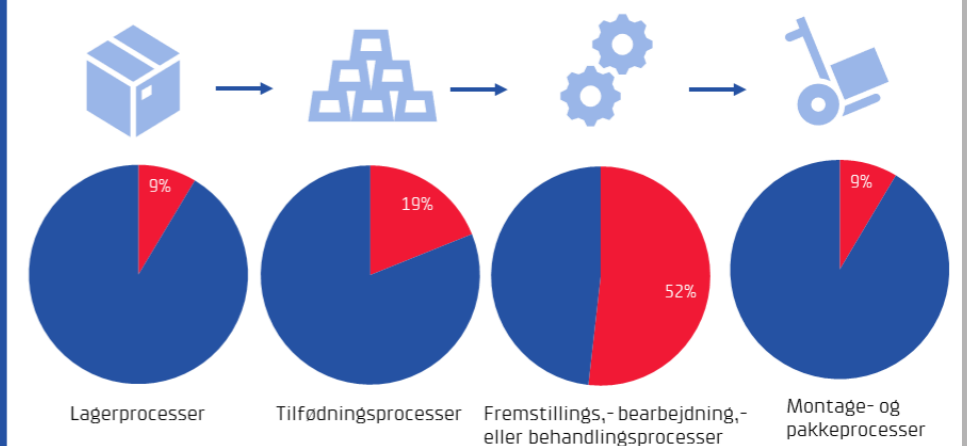 9%
19%
52%
9%
Lagerprocesser
Tilfødningsprocesser
Fremstillings,- bearbejdning,-
eller behandlingsprocesser
Montage- og
pakkeprocesser